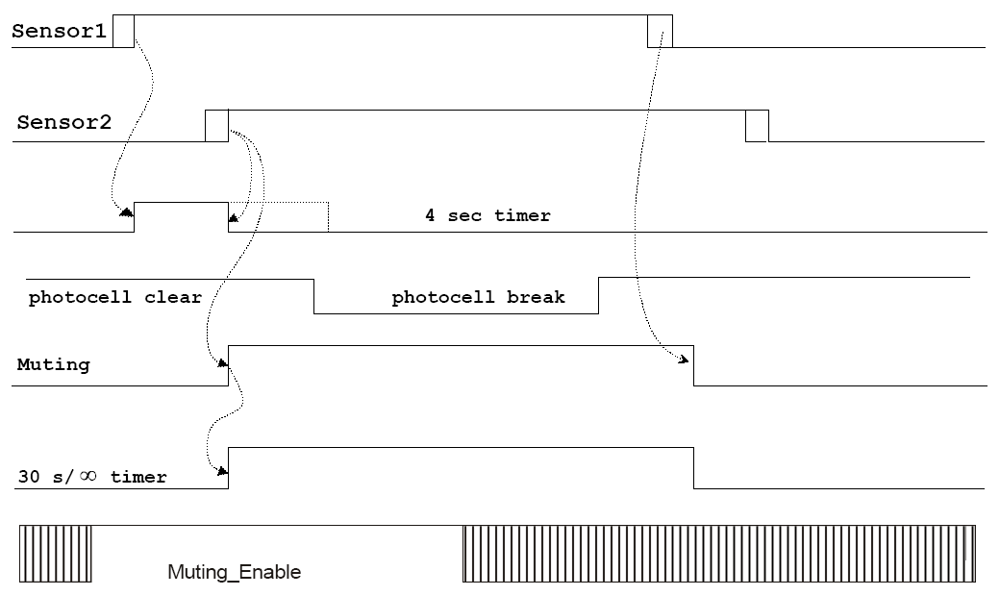 Sensor1
Sensor2
4 sec timer
photocell clear
photocell break
Muting
30 s/∞ timer
Muting_Enable